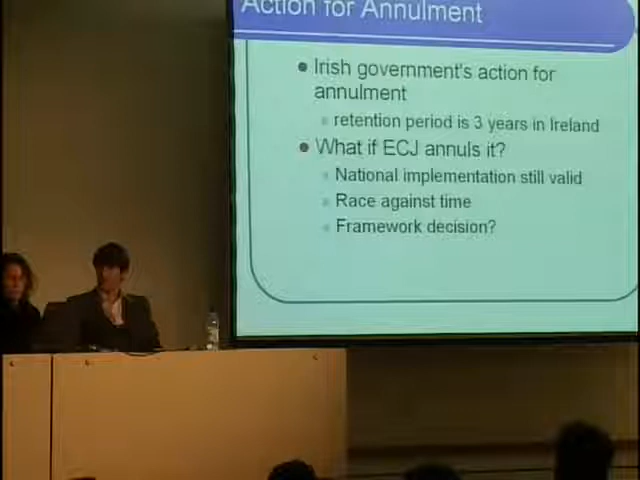 Action for Annulment
Irish government's action for
annulment
retention period is 3 years in Ireland
What if ECJ annuls it?
National implementation still valid
Race against time
Framework decision?